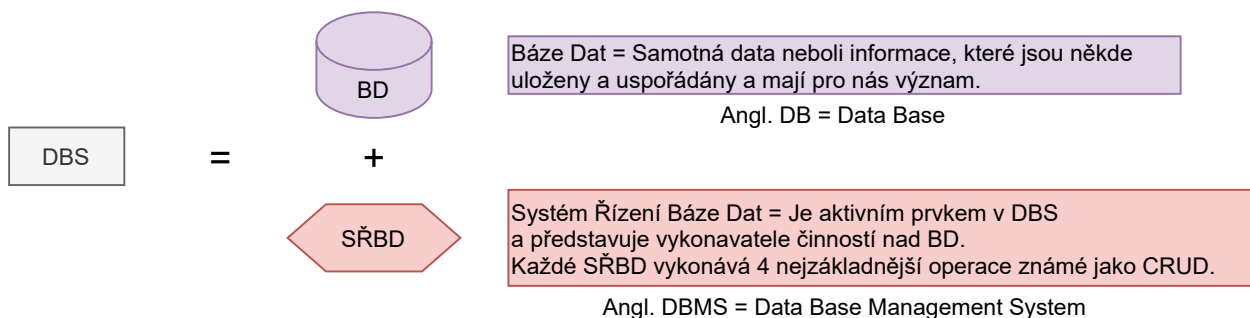 BD
Báze Dat = Samotná data neboli informace, které jsou někde
uloženy a uspořádány a mají pro nás význam.
Angl. DB = Data Base
DBS
=
+
SŘBD
Systém Řízení Báze Dat = Je aktivním prvkem v DBS
a představuje vykonavatele činností nad BD.
Každé SŘBD vykonává 4 nejzákladnější operace známé jako CRUD.
Angl. DBMS = Data Base Management System